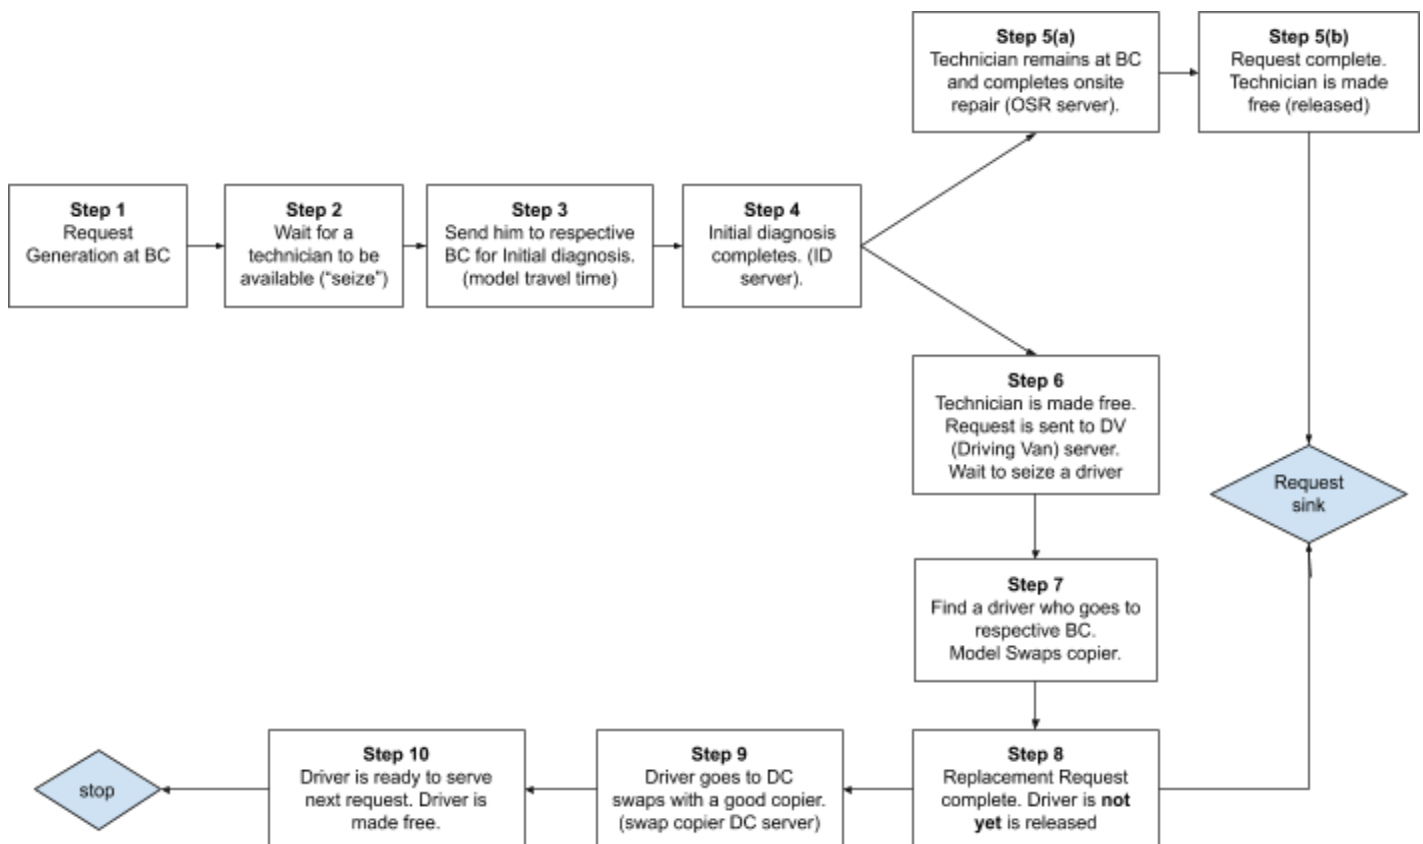 Step 1
Request
Generation at BC
Step 2
Wait for a
technician to be
available (“seize”)
Step 3
Send him to respective
BC for Initial diagnosis.
(model travel time)
Step 4
Initial diagnosis
completes. (ID
server).
Step 5(a)
Technician remains at BC
and completes onsite
repair (OSR server).
Step 5(b)
Request complete.
Technician is made
free (released)
Step 6
Technician is made free.
Request is sent to DV
(Driving Van) server.
Wait to seize a driver
Request
sink
Step 7
Find a driver who goes to
respective BC.
Model Swaps copier.
Step 8
Replacement Request
complete. Driver is not
yet is released
Step 9
Driver goes to DC
swaps with a good copier.
(swap copier DC server)
Step 10
Driver is ready to serve
next request. Driver is
made free.
stop